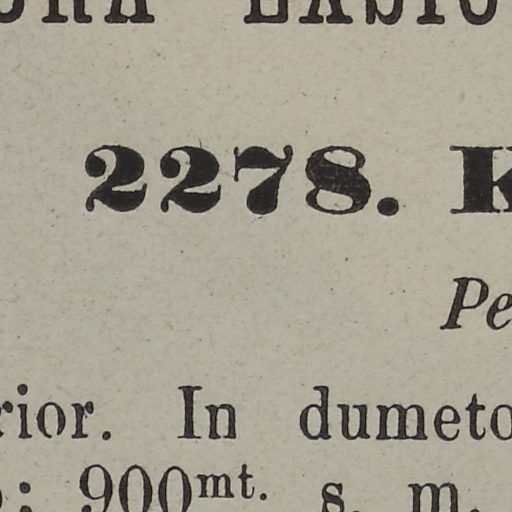 2278. K
Pe
rior. In dumeto
: 900mt. s. m.